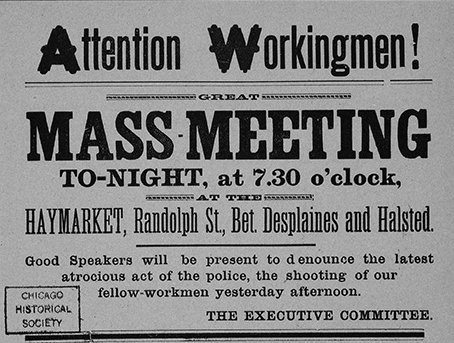 Attention Workingmen!
GREAT
MASS-MEETING
TO-NIGHT, at 7.30 o'clock,
AT THE
HAYMARKET, Randolph St., Bet. Desplaines and Halsted.
Good Speakers will be present to denounce the latest
atrocious act of the police, the shooting of our
fellow-workmen yesterday afternoon.
THE EXECUTIVE COMMITTEE.
CHICAGO
HISTORICAL
SOCIETY